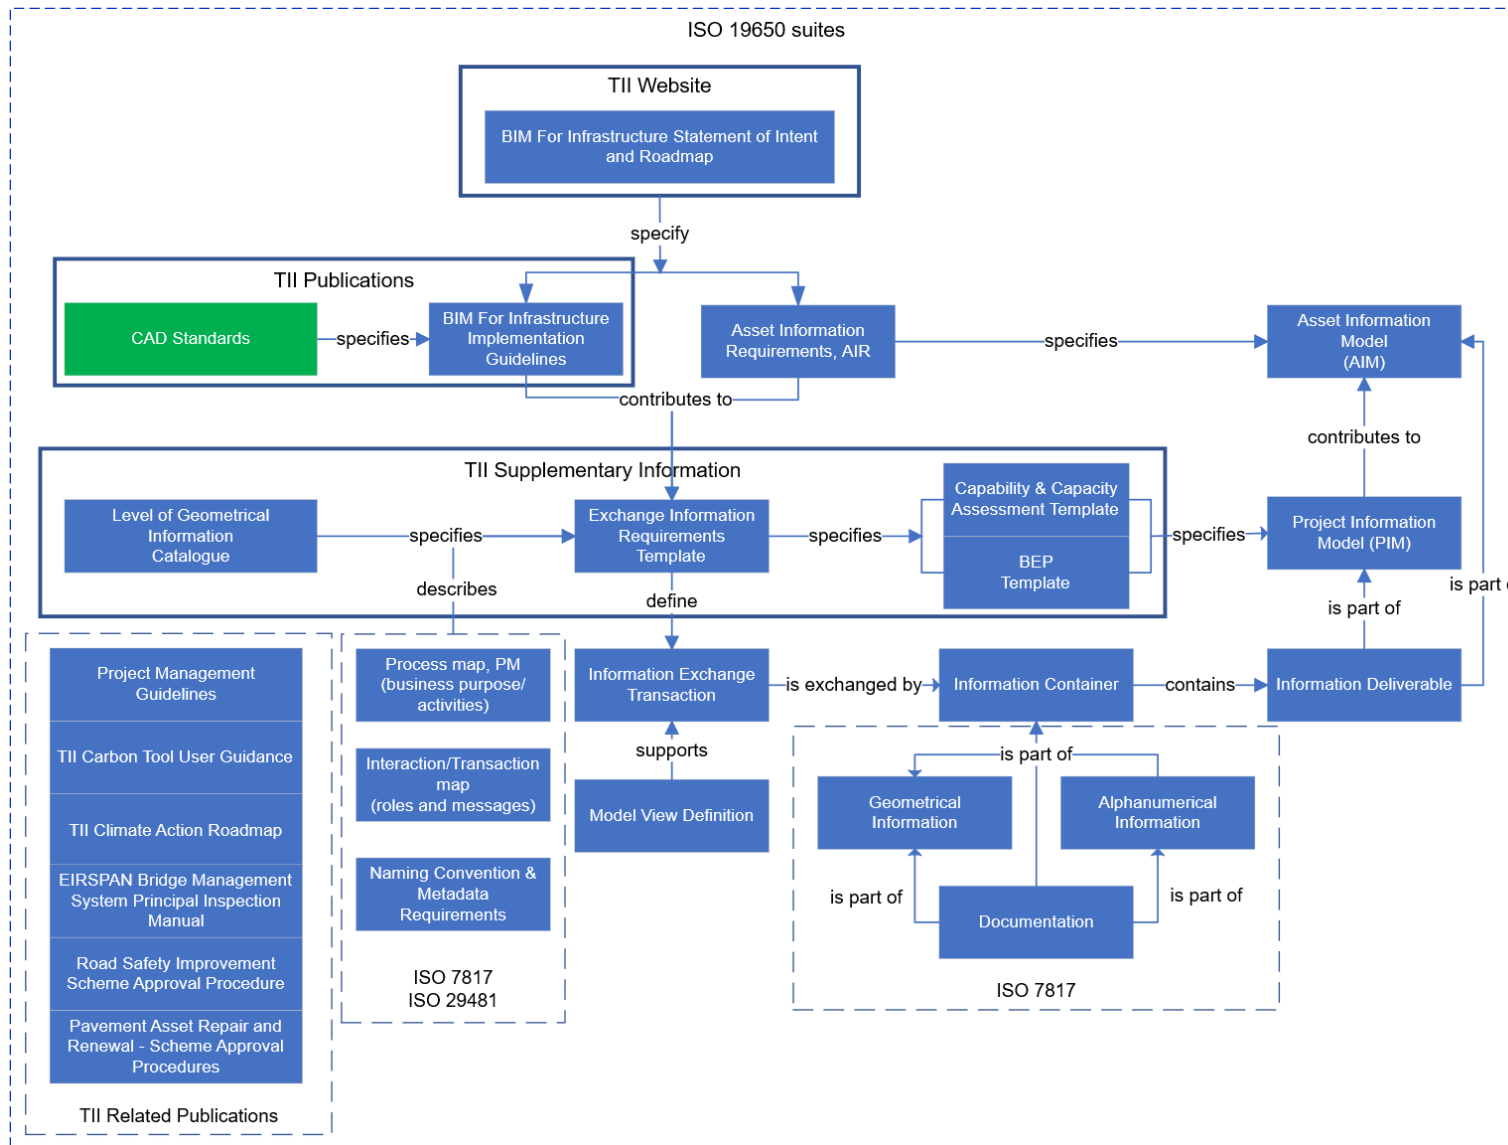 ISO 19650 suites
TII Website
BIM For Infrastructure Statement of Intent
and Roadmap
specify
TII Publications
CAD Standards
specifies
BIM For Infrastructure
Implementation
Guidelines
Asset Information
Requirements, AIR
specifies
Asset Information
Model
(AIM)
contributes to
contributes to
TII Supplementary Information
Level of Geometrical
Information
Catalogue
specifies
describes
Exchange Information
Requirements
Template
specifies
Capability & Capacity
Assessment Template
BEP
Template
specifies
Project Information
Model (PIM)
define
is part of
is part
Project Management
Guidelines
TII Carbon Tool User Guidance
TII Climate Action Roadmap
EIRSPAN Bridge Management
System Principal Inspection
Manual
Road Safety Improvement
Scheme Approval Procedure
Pavement Asset Repair and
Renewal - Scheme Approval
Procedures
TII Related Publications
Process map, PM
(business purpose/
activities)
Interaction/Transaction
map
(roles and messages)
Naming Convention &
Metadata
Requirements
ISO 7817
ISO 29481
Information Exchange
Transaction
is exchanged by
Information Container
contains
Information Deliverable
supports
Model View Definition
is part of
Geometrical
Information
Alphanumerical
Information
is part of
is part of
Documentation
ISO 7817